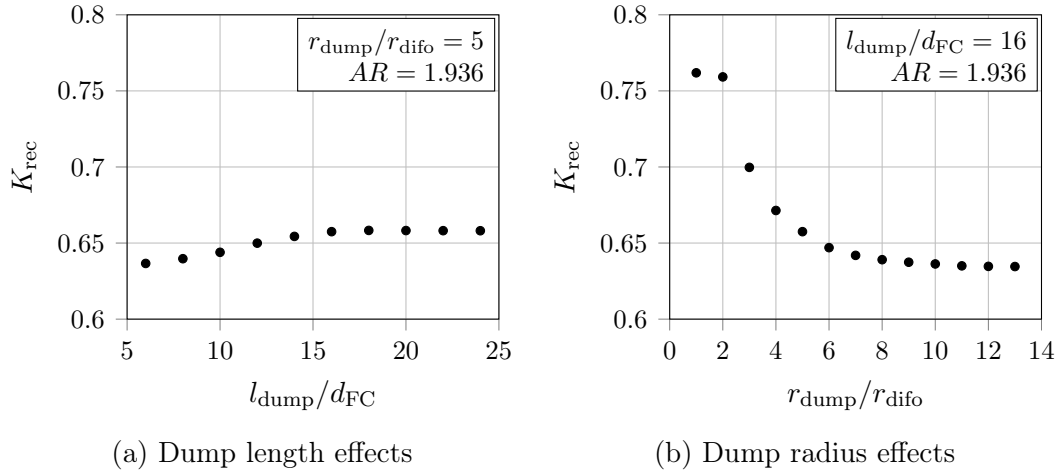 0.8
0.75
0.7
0.65
0.6
K_rec
r_dump/r_difo = 5
AR = 1.936
5
10
15
20
25
l_dump/d_FC
(a) Dump length effects
0.8
0.75
0.7
0.65
0.6
K_rec
l_dump/d_FC = 16
AR = 1.936
0
2
4
6
8
10
12
14
r_dump/r_difo
(b) Dump radius effects